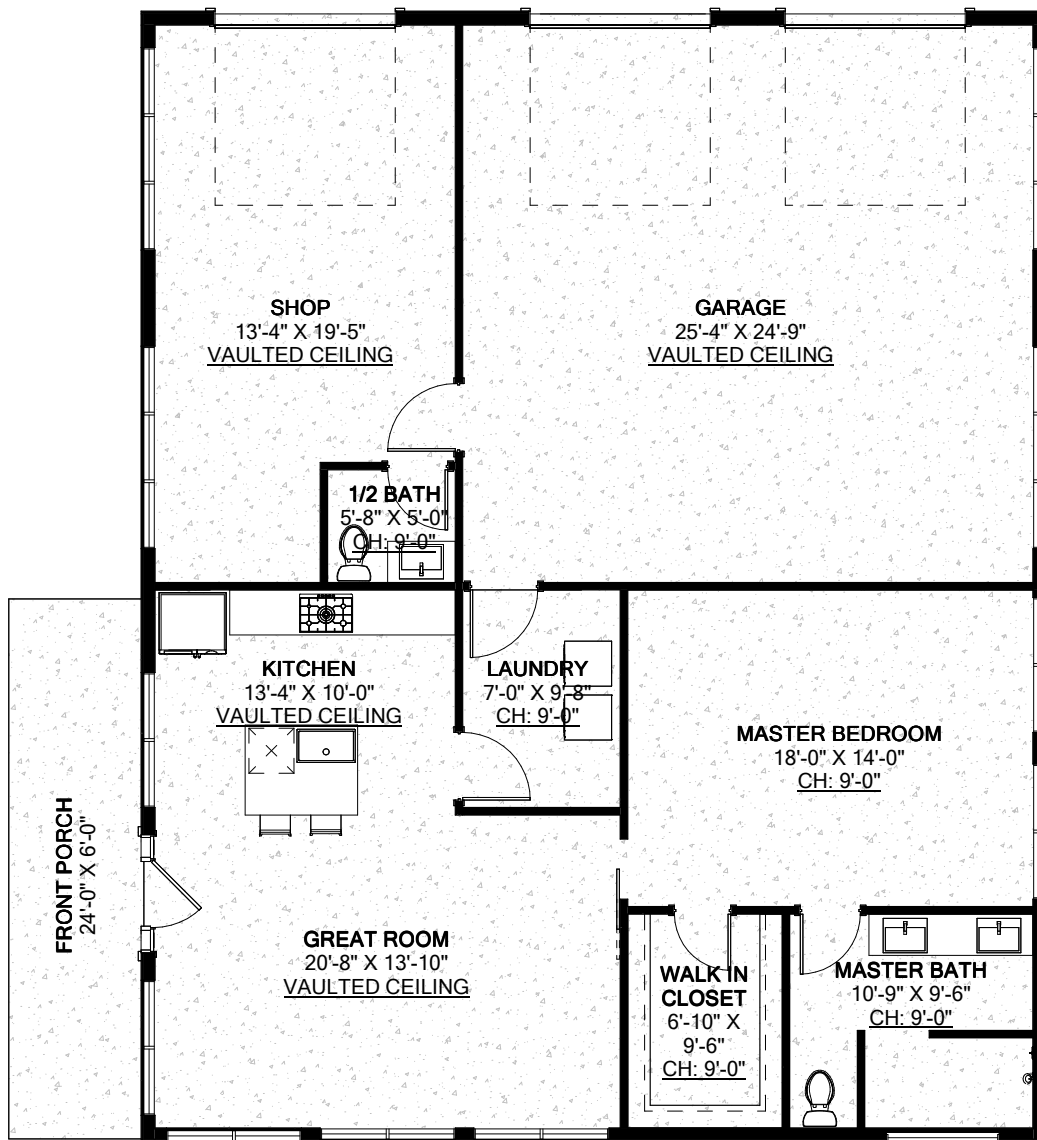 SHOP
13'-4" X 19'-5"
VAULTED CEILING
GARAGE
25'-4" X 24'-9"
VAULTED CEILING
1/2 BATH
5'-8" X 5'-0"
CH: 9'-0"
KITCHEN
13'-4" X 10'-0"
VAULTED CEILING
LAUNDRY
7'-0" X 9'-8"
CH: 9'-0"
MASTER BEDROOM
18'-0" X 14'-0"
CH: 9'-0"
FRONT PORCH
24'-0" X 6'-0"
GREAT ROOM
20'-8" X 13'-10"
VAULTED CEILING
WALK IN
CLOSET
6'-10" X
9'-6"
CH: 9'-0"
MASTER BATH
10'-9" X 9'-6"
CH: 9'-0"